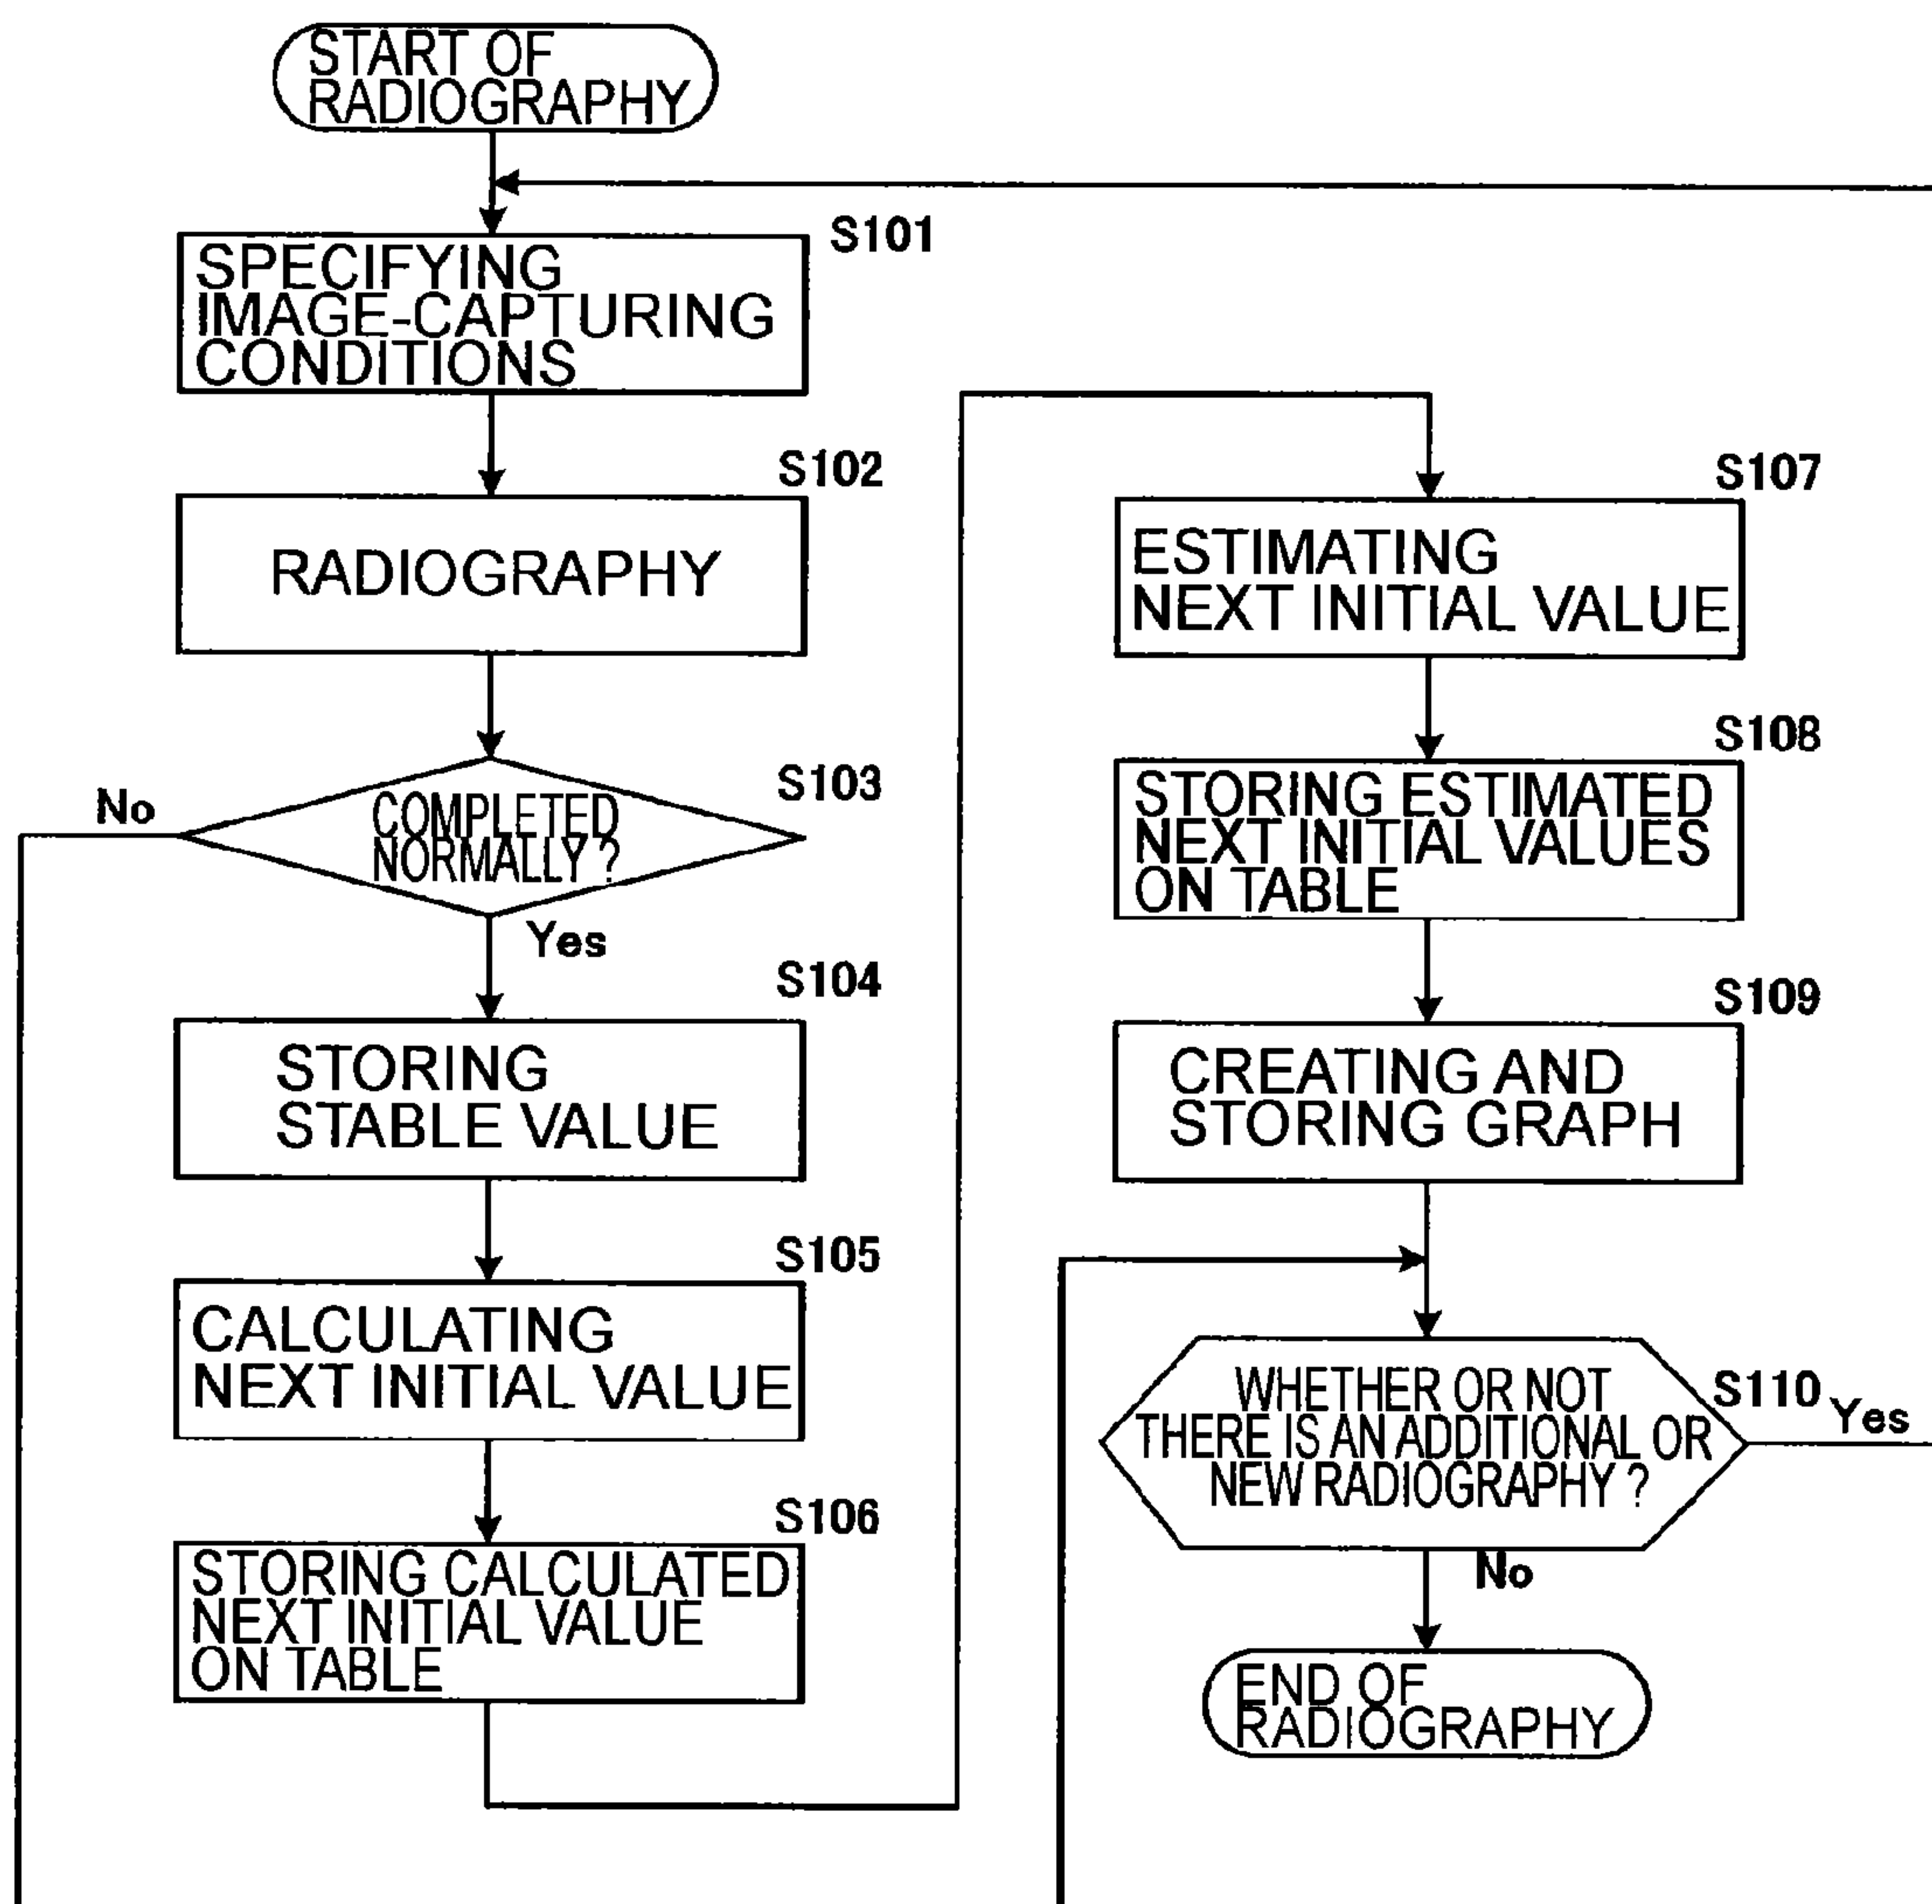 START OF
RADIOGRAPHY
S101
SPECIFYING
IMAGE-CAPTURING
CONDITIONS
S102
RADIOGRAPHY
S103
No
COMPLETED
NORMALLY ?
Yes
S104
STORING
STABLE VALUE
S105
CALCULATING
NEXT INITIAL VALUE
S106
STORING CALCULATED
NEXT INITIAL VALUE
ON TABLE
S107
ESTIMATING
NEXT INITIAL VALUE
S108
STORING ESTIMATED
NEXT INITIAL VALUES
ON TABLE
S109
CREATING AND
STORING GRAPH
S110
WHETHER OR NOT
THERE IS AN ADDITIONAL OR
NEW RADIOGRAPHY ?
Yes
No
END OF
RADIOGRAPHY